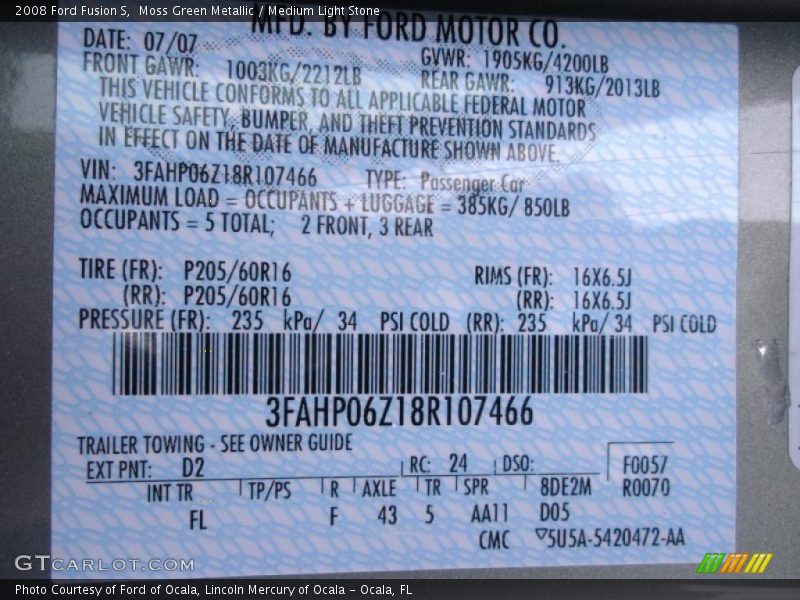 2008 Ford Fusion S, Moss Green Metallic / Medium Light Stone
MFD. BY FORD MOTOR CO.
DATE: 07/07 GVWR: 1905KG/4200LB
FRONT GAWR: 1003KG/2212LB REAR GAWR: 913KG/2013LB
THIS VEHICLE CONFORMS TO ALL APPLICABLE FEDERAL MOTOR
VEHICLE SAFETY, BUMPER, AND THEFT PREVENTION STANDARDS
IN EFFECT ON THE DATE OF MANUFACTURE SHOWN ABOVE.
VIN: 3FAHP06Z18R107466 TYPE: Passenger Car
MAXIMUM LOAD = OCCUPANTS + LUGGAGE = 385KG/ 850LB
OCCUPANTS = 5 TOTAL; 2 FRONT, 3 REAR
TIRE (FR): P205/60R16 RIMS (FR): 16X6.5J
(RR): P205/60R16 (RR): 16X6.5J
PRESSURE (FR): 235 kPa/ 34 PSI COLD (RR): 235 kPa/ 34 PSI COLD
3FAHP06Z18R107466
TRAILER TOWING - SEE OWNER GUIDE
EXT PNT: D2 RC: 24 DSO: F0057
INT TR TP/PS R AXLE TR SPR 8DE2M R0070
FL F 43 5 AA11 D05
CMC ▽5U5A-5420472-AA
GTCARLOT.COM
Photo Courtesy of Ford of Ocala, Lincoln Mercury of Ocala – Ocala, FL